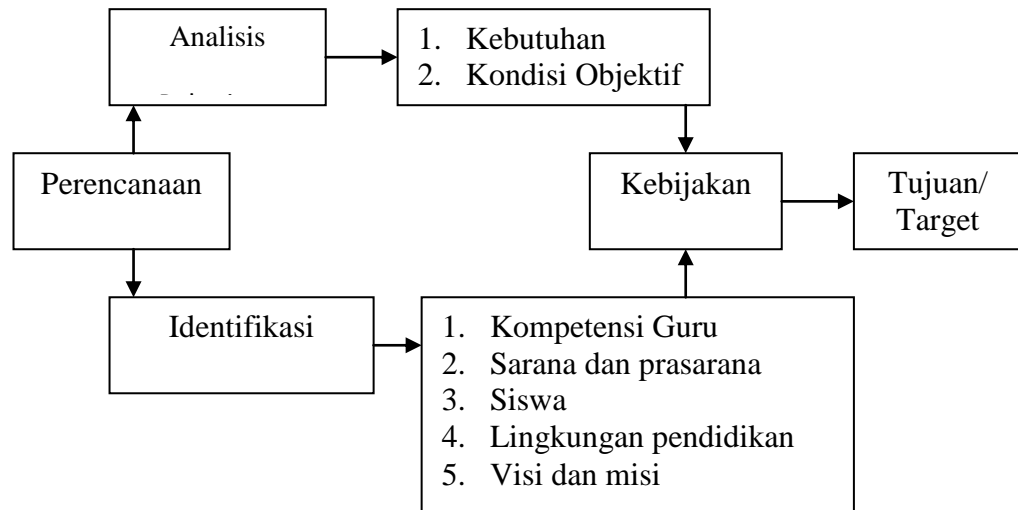 Analisis
1. Kebutuhan
2. Kondisi Objektif
Perencanaan
Kebijakan
Tujuan/
Target
Identifikasi
1. Kompetensi Guru
2. Sarana dan prasarana
3. Siswa
4. Lingkungan pendidikan
5. Visi dan misi